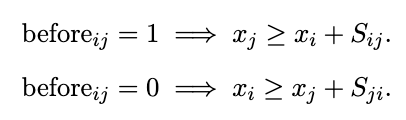 before_{ij} = 1 ⟹ x_j ≥ x_i + S_{ij}.
before_{ij} = 0 ⟹ x_i ≥ x_j + S_{ji}.